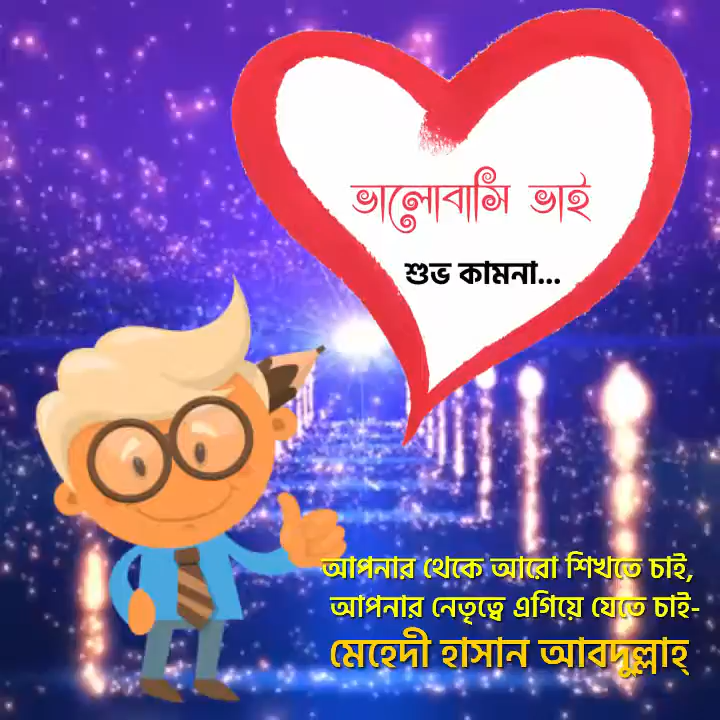 ভালোবাসি ভাই
শুভ কামনা...
আপনার থেকে আরো শিখতে চাই,
আপনার নেতৃত্বে এগিয়ে যেতে চাই-
মেহেদী হাসান আবদুল্লাহ্